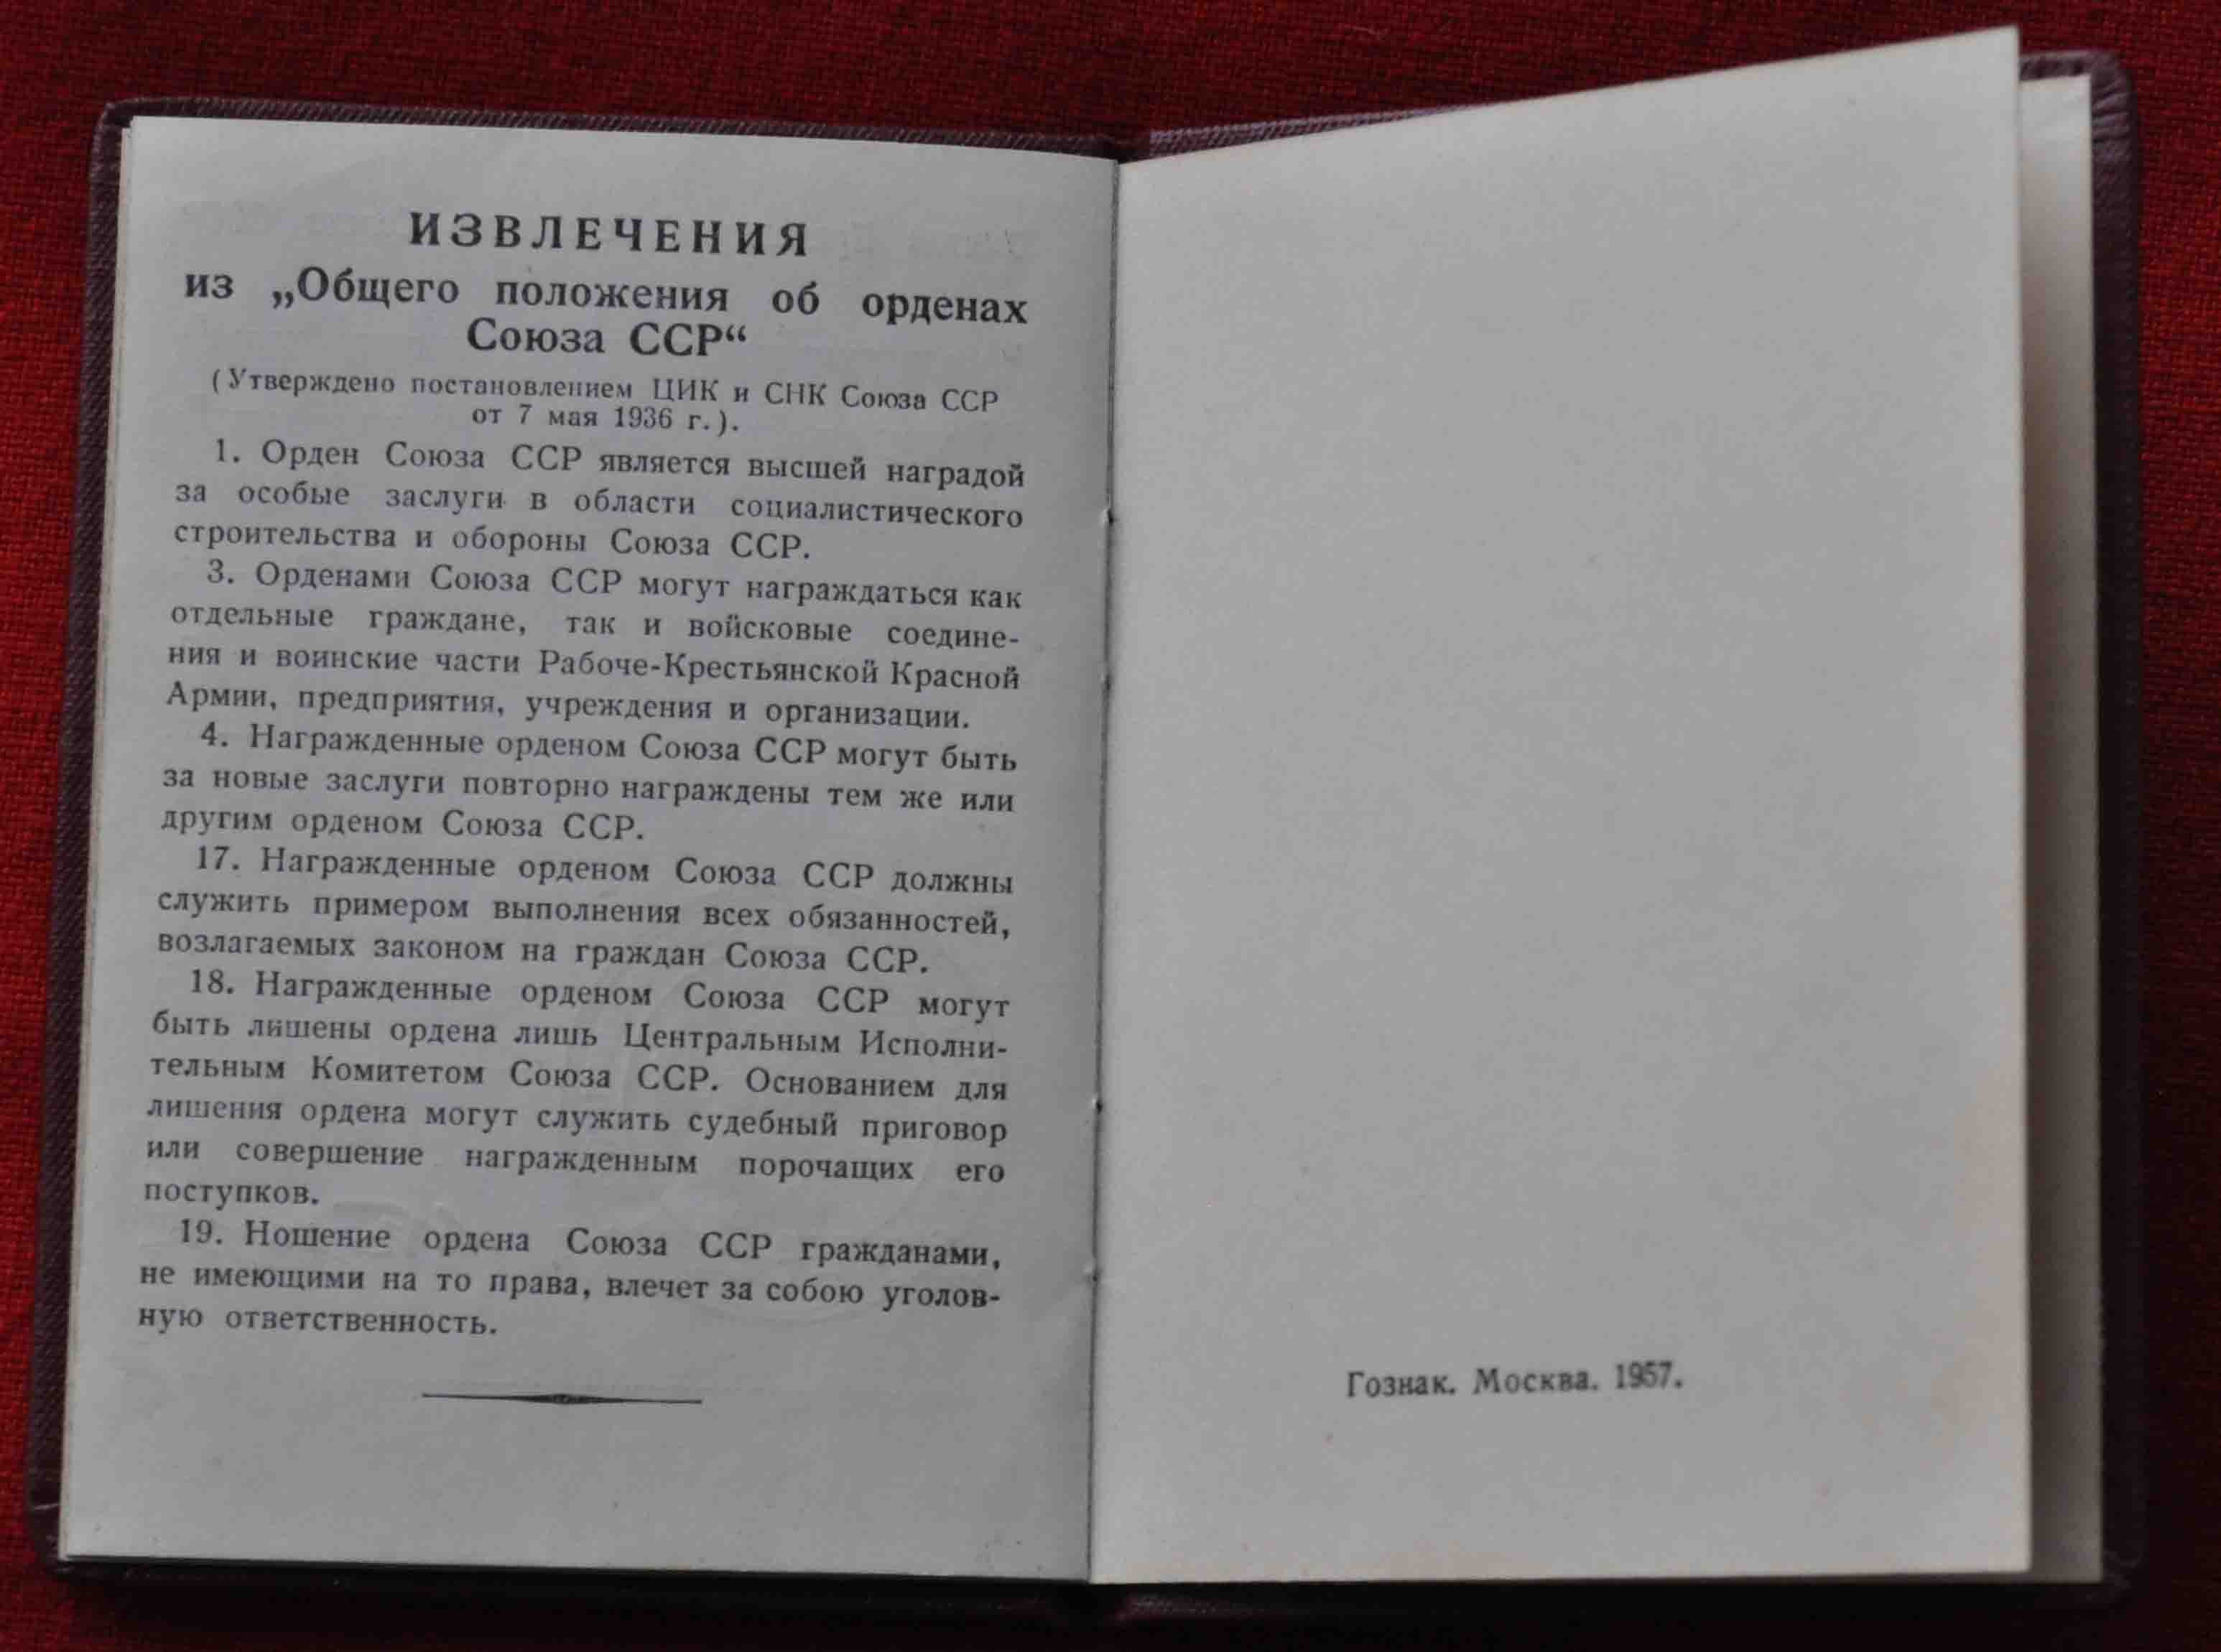 ИЗВЛЕЧЕНИЯ
из „Общего положения об орденах
Союза ССР“
(Утверждено постановлением ЦИК и СНК Союза ССР
от 7 мая 1936 г.).
1. Орден Союза ССР является высшей наградой
за особые заслуги в области социалистического
строительства и обороны Союза ССР.
3. Орденами Союза ССР могут награждаться как
отдельные граждане, так и войсковые соедине-
ния и воинские части Рабоче-Крестьянской Красной
Армии, предприятия, учреждения и организации.
4. Награжденные орденом Союза ССР могут быть
за новые заслуги повторно награждены тем же или
другим орденом Союза ССР.
17. Награжденные орденом Союза ССР должны
служить примером выполнения всех обязанностей,
возлагаемых законом на граждан Союза ССР.
18. Награжденные орденом Союза ССР могут
быть лишены ордена лишь Центральным Исполни-
тельным Комитетом Союза ССР. Основанием для
лишения ордена могут служить судебный приговор
или совершение награжденным порочащих его
поступков.
19. Ношение ордена Союза ССР гражданами,
не имеющими на то права, влечет за собою уголов-
ную ответственность.
Гознак. Москва. 1957.